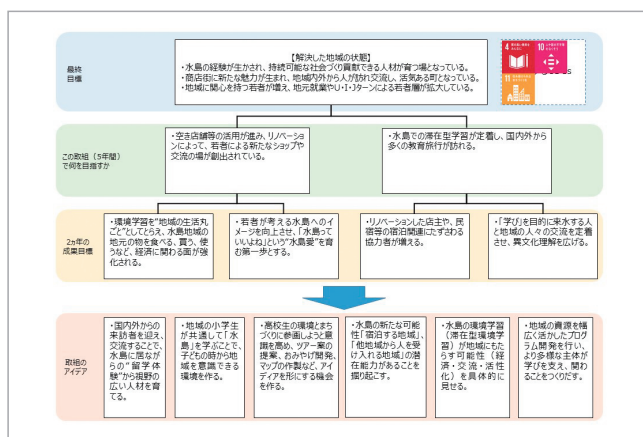 【解決した地域の状態】
・水島の経験が生かされ、持続可能な社会づくり貢献できる人材が育つ場となっている。
・商店街に新たな魅力が生まれ、地域内外から人が訪れ交流し、活気ある町となっている。
・地域に関心を持つ若者が増え、地元就業やU・I・Jターンによる若者層が拡大している。
最終
目標
4
10
11
この取組(5年間)
で何を目指すか
・空き店舗等の活用が進み、リノベーショ
ンによって、若者による新たなショップや
交流の場が創出されている。
・水島での滞在型学習が定着し、国内外から
多くの教育旅行が訪れる。
2ヵ年の
成果目標
・環境学習を“地域の生活丸
ごと”としてとらえ、水島地域の
地元の物を食べる、買う、使
うなど、経済に関わる面が強
化される。
・若者が考える水島へのイ
メージを向上させ、「水島って
いいよね」という“水島愛”を育
む第一歩とする。
・リノベーションした店主や、民
宿等の宿泊関連にたずさわる
協力者が増える。
・「学び」を目的に来水する人
と地域の人々の交流を定着さ
せ、異文化理解を広げる。
取組の
アイデア
・国内外からの
来訪者を迎え、
交流することで、
水島に居ながら
の“留学体
験”から視野の
広い人材を育
てる。
・地域の小学生
が共通して「水
島」を学ぶことで、
子どもの時から地
域を意識できる
環境を作る。
・高校生の環境とま
ちづくりに参画しようと意
識を高め、ツアー案の
提案、おみやげ開発、
マップの作製など、アイ
ディアを形にする機会
を作る。
・水島の新たな可能
性「宿泊する地域」、
「他地域から人を受
け入れる地域」の潜
在能力があることを
掘り起こす。
・水島の環境学習
（滞在型環境学
習）が地域にもた
らす可能性（経
済・交流・活性
化）を具体的に
見せる。
・地域の資源を幅
広く活かしたプログ
ラム開発を行い、
より多様な主体が
学びを支え、関わ
ることをつくりだす。